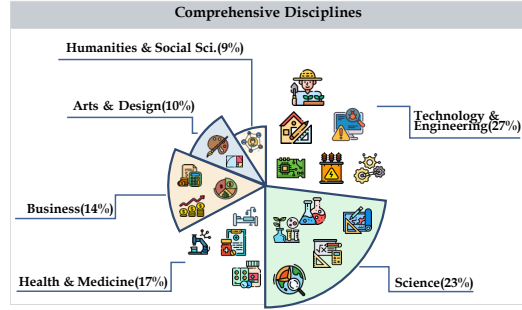 Comprehensive Disciplines
Humanities & Social Sci.(9%)
Arts & Design(10%)
Technology &
Engineering(27%)
Business(14%)
Health & Medicine(17%)
Science(23%)